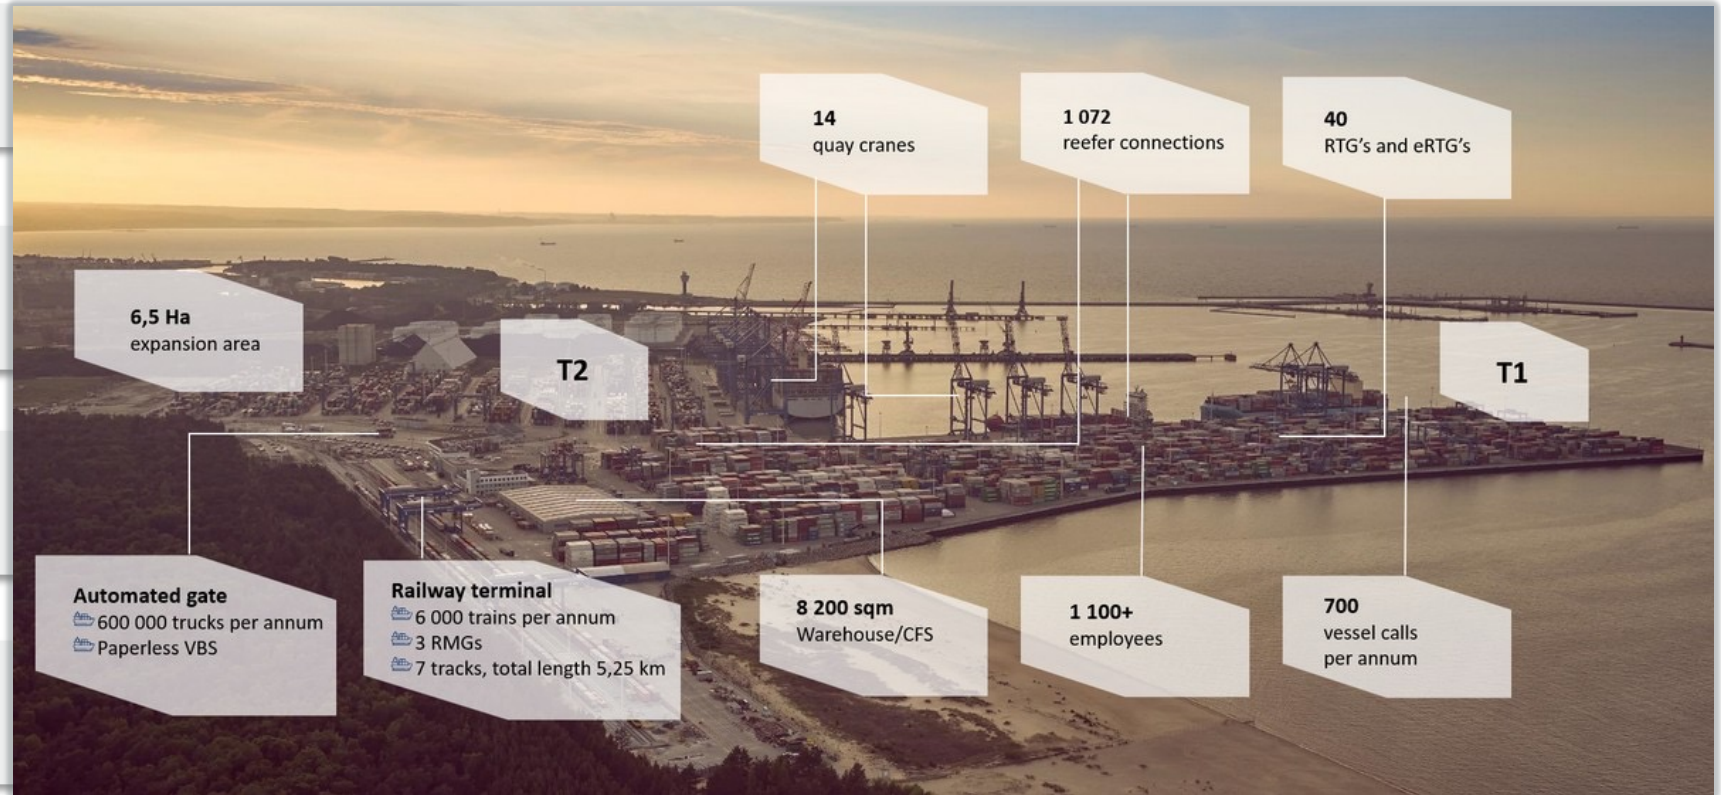 14
quay cranes
1 072
reefer connections
40
RTG's and eRTG's
6,5 Ha
expansion area
T2
T1
Automated gate
600 000 trucks per annum
Paperless VBS
Railway terminal
6 000 trains per annum
3 RMGs
7 tracks, total length 5,25 km
8 200 sqm
Warehouse/CFS
1 100+
employees
700
vessel calls
per annum